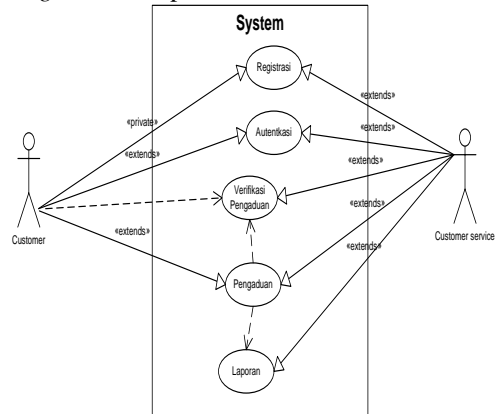 System
Registrasi
«private»
«extends»
Autentkasi
«extends»
«extends»
«extends»
Verifikasi
Pengaduan
Customer
«extends»
«extends»
Customer service
«extends»
Pengaduan
Laporan